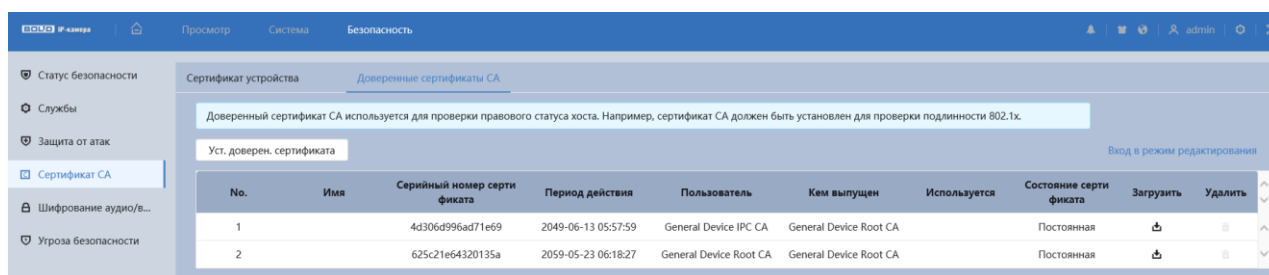 BOLID IP-камера Просмотр Система Безопасность admin
Статус безопасности
Службы
Защита от атак
Сертификат CA
Шифрование аудио/в...
Угроза безопасности
Сертификат устройства Доверенные сертификаты CA
Доверенный сертификат CA используется для проверки правового статуса хоста. Например, сертификат CA должен быть установлен для проверки подлинности 802.1x.
Уст. доверен. сертификата Вход в режим редактирования
No. Имя Серийный номер серти Период действия Пользователь Кем выпущен Используется Состояние серти Загрузить Удалить
фиката фиката
1 4d306d996ad71e69 2049-06-13 05:57:59 General Device IPC CA General Device Root CA Постоянная
2 625c21e64320135a 2059-05-23 06:18:27 General Device Root CA General Device Root CA Постоянная